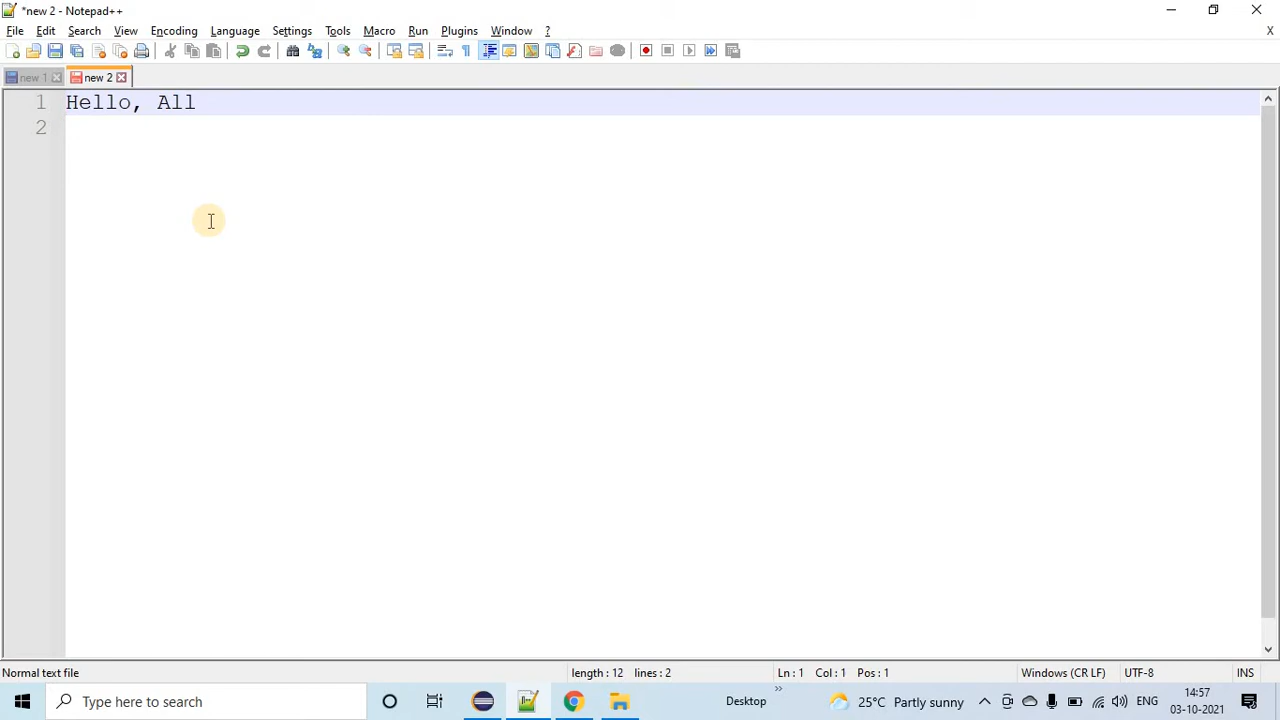 *new 2 - Notepad++
File Edit Search View Encoding Language Settings Tools Macro Run Plugins Window ? X
new 1 new 2
1 Hello, All
2
Normal text file length : 12 lines : 2 Ln : 1 Col : 1 Pos : 1 Windows (CR LF) UTF-8 INS
Type here to search Desktop 25°C Partly sunny ENG 14:57
03-10-2021